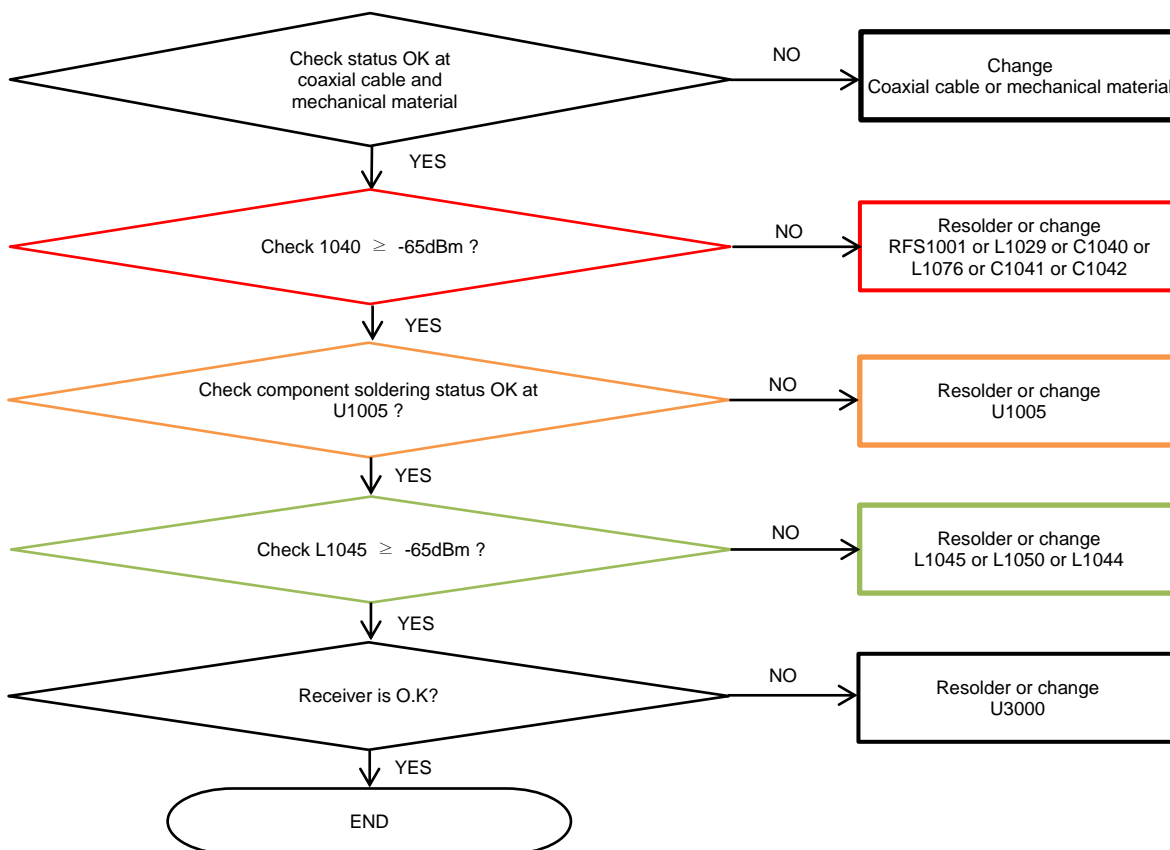 Check status OK at
coaxial cable and
mechanical material
NO
Change
Coaxial cable or mechanical material
YES
Check 1040 ≥ -65dBm ?
NO
Resolder or change
RFS1001 or L1029 or C1040 or
L1076 or C1041 or C1042
YES
Check component soldering status OK at
U1005 ?
NO
Resolder or change
U1005
YES
Check L1045 ≥ -65dBm ?
NO
Resolder or change
L1045 or L1050 or L1044
YES
Receiver is O.K?
NO
Resolder or change
U3000
YES
END